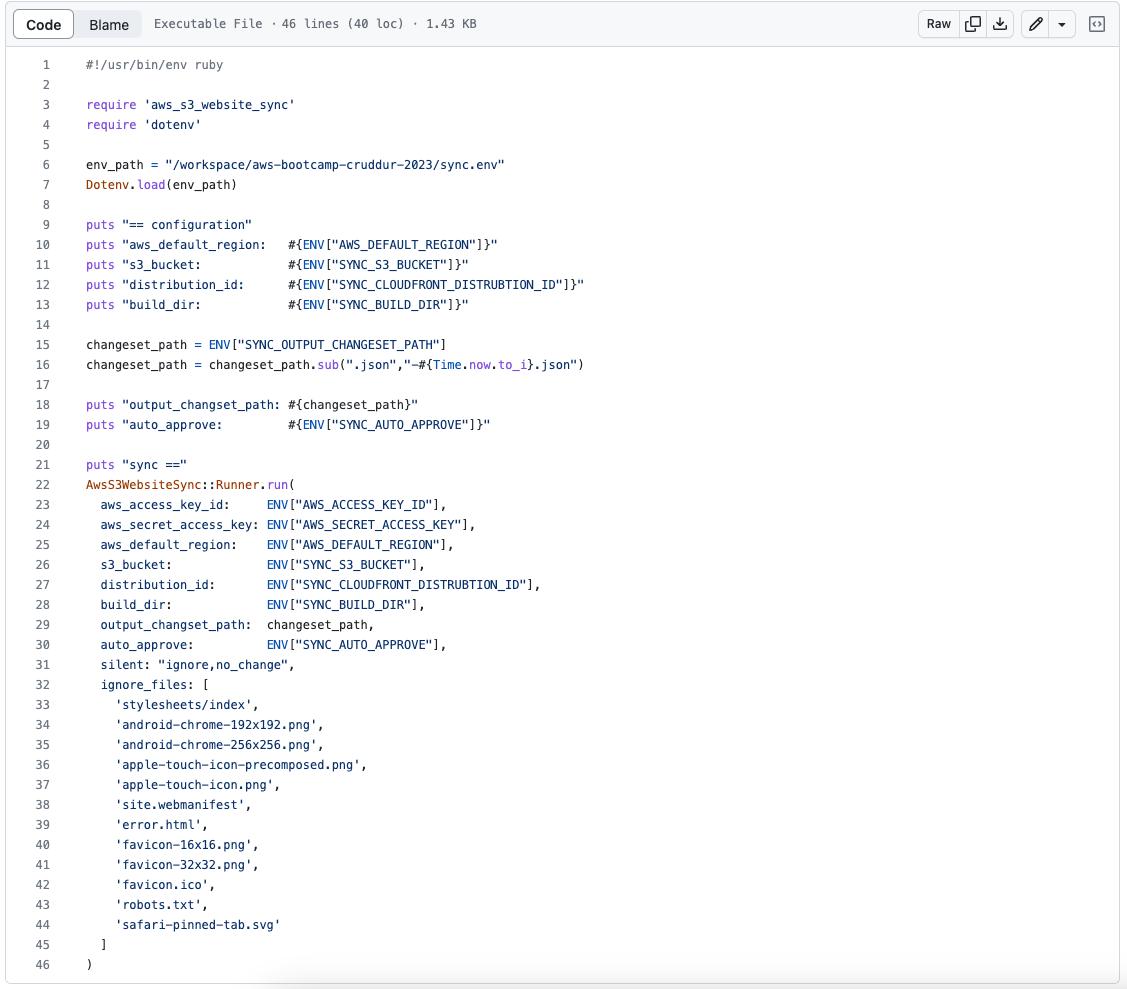 Code Blame Executable File · 46 lines (40 loc) · 1.43 KB Raw
1 #!/usr/bin/env ruby
2
3 require 'aws_s3_website_sync'
4 require 'dotenv'
5
6 env_path = "/workspace/aws-bootcamp-cruddur-2023/sync.env"
7 Dotenv.load(env_path)
8
9 puts "== configuration"
10 puts "aws_default_region:   #{ENV["AWS_DEFAULT_REGION"]}"
11 puts "s3_bucket:            #{ENV["SYNC_S3_BUCKET"]}"
12 puts "distribution_id:      #{ENV["SYNC_CLOUDFRONT_DISTRUBTION_ID"]}"
13 puts "build_dir:            #{ENV["SYNC_BUILD_DIR"]}"
14
15 changeset_path = ENV["SYNC_OUTPUT_CHANGESET_PATH"]
16 changeset_path = changeset_path.sub(".json","-#{Time.now.to_i}.json")
17
18 puts "output_changset_path: #{changeset_path}"
19 puts "auto_approve:         #{ENV["SYNC_AUTO_APPROVE"]}"
20
21 puts "sync =="
22 AwsS3WebsiteSync::Runner.run(
23   aws_access_key_id:     ENV["AWS_ACCESS_KEY_ID"],
24   aws_secret_access_key: ENV["AWS_SECRET_ACCESS_KEY"],
25   aws_default_region:    ENV["AWS_DEFAULT_REGION"],
26   s3_bucket:             ENV["SYNC_S3_BUCKET"],
27   distribution_id:       ENV["SYNC_CLOUDFRONT_DISTRUBTION_ID"],
28   build_dir:             ENV["SYNC_BUILD_DIR"],
29   output_changset_path:  changeset_path,
30   auto_approve:          ENV["SYNC_AUTO_APPROVE"],
31   silent: "ignore,no_change",
32   ignore_files: [
33     'stylesheets/index',
34     'android-chrome-192x192.png',
35     'android-chrome-256x256.png',
36     'apple-touch-icon-precomposed.png',
37     'apple-touch-icon.png',
38     'site.webmanifest',
39     'error.html',
40     'favicon-16x16.png',
41     'favicon-32x32.png',
42     'favicon.ico',
43     'robots.txt',
44     'safari-pinned-tab.svg'
45   ]
46 )